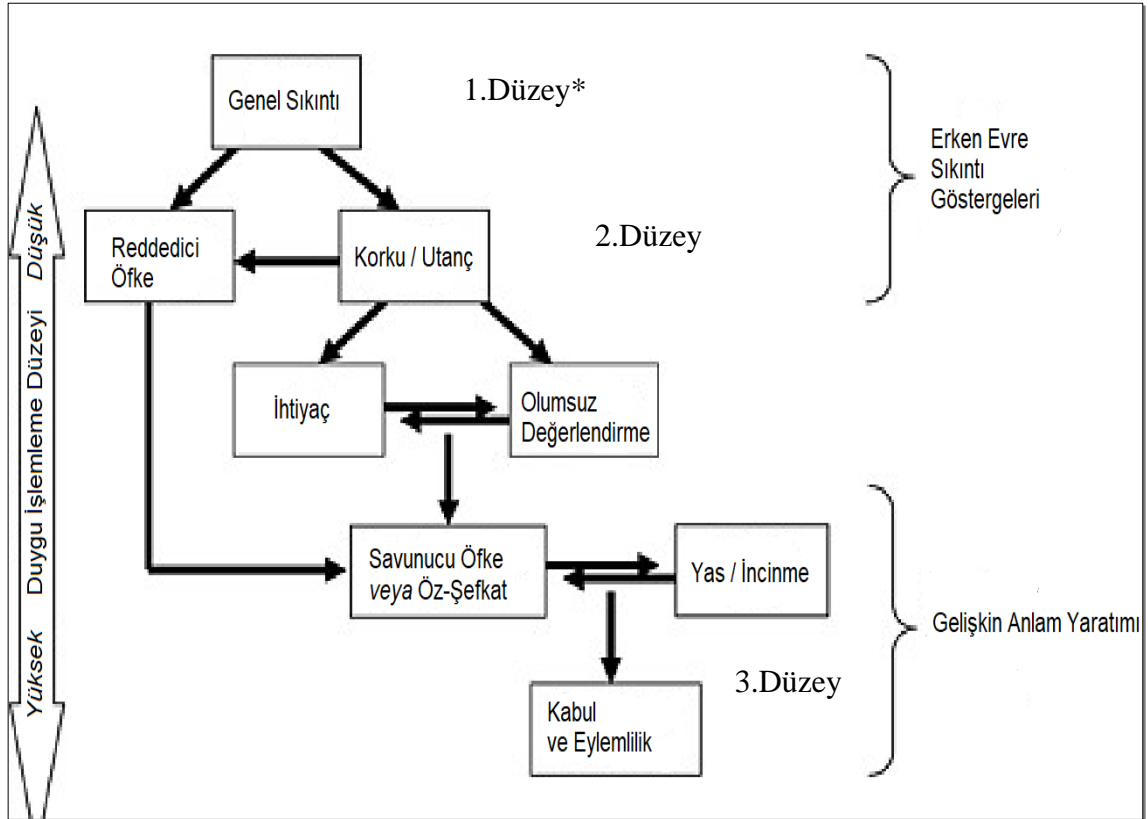 1.Düzey*
Genel Sıkıntı
Erken Evre
Sıkıntı
Göstergeleri
2.Düzey
Reddedici
Öfke
Korku / Utanç
İhtiyaç
Olumsuz
Değerlendirme
Savunucu Öfke
veya Öz-Şefkat
Yas / İncinme
Gelişkin Anlam Yaratımı
3.Düzey
Kabul
ve Eylemlilik
Yüksek Duygu İşlemleme Düzeyi Düşük